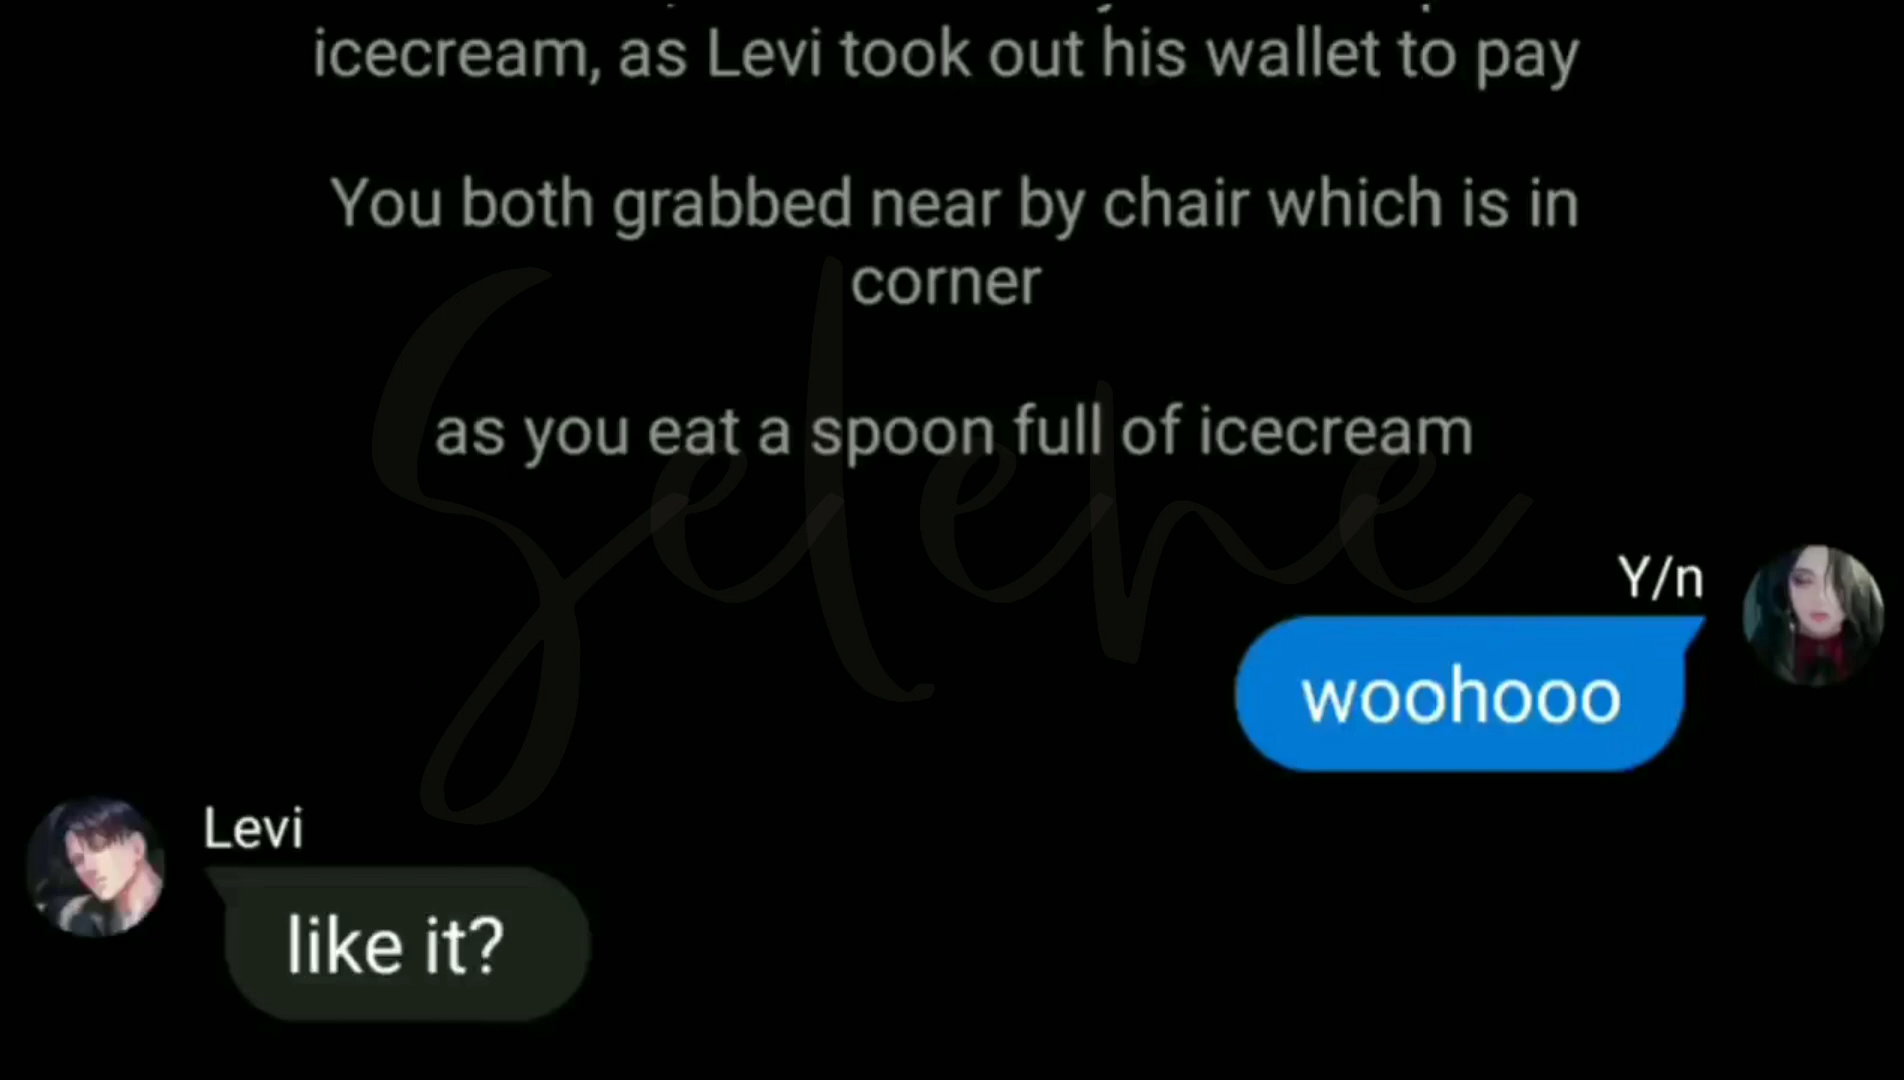 icecream, as Levi took out his wallet to pay
You both grabbed near by chair which is in
corner
as you eat a spoon full of icecream
Selene
Y/n
woohooo
Levi
like it?